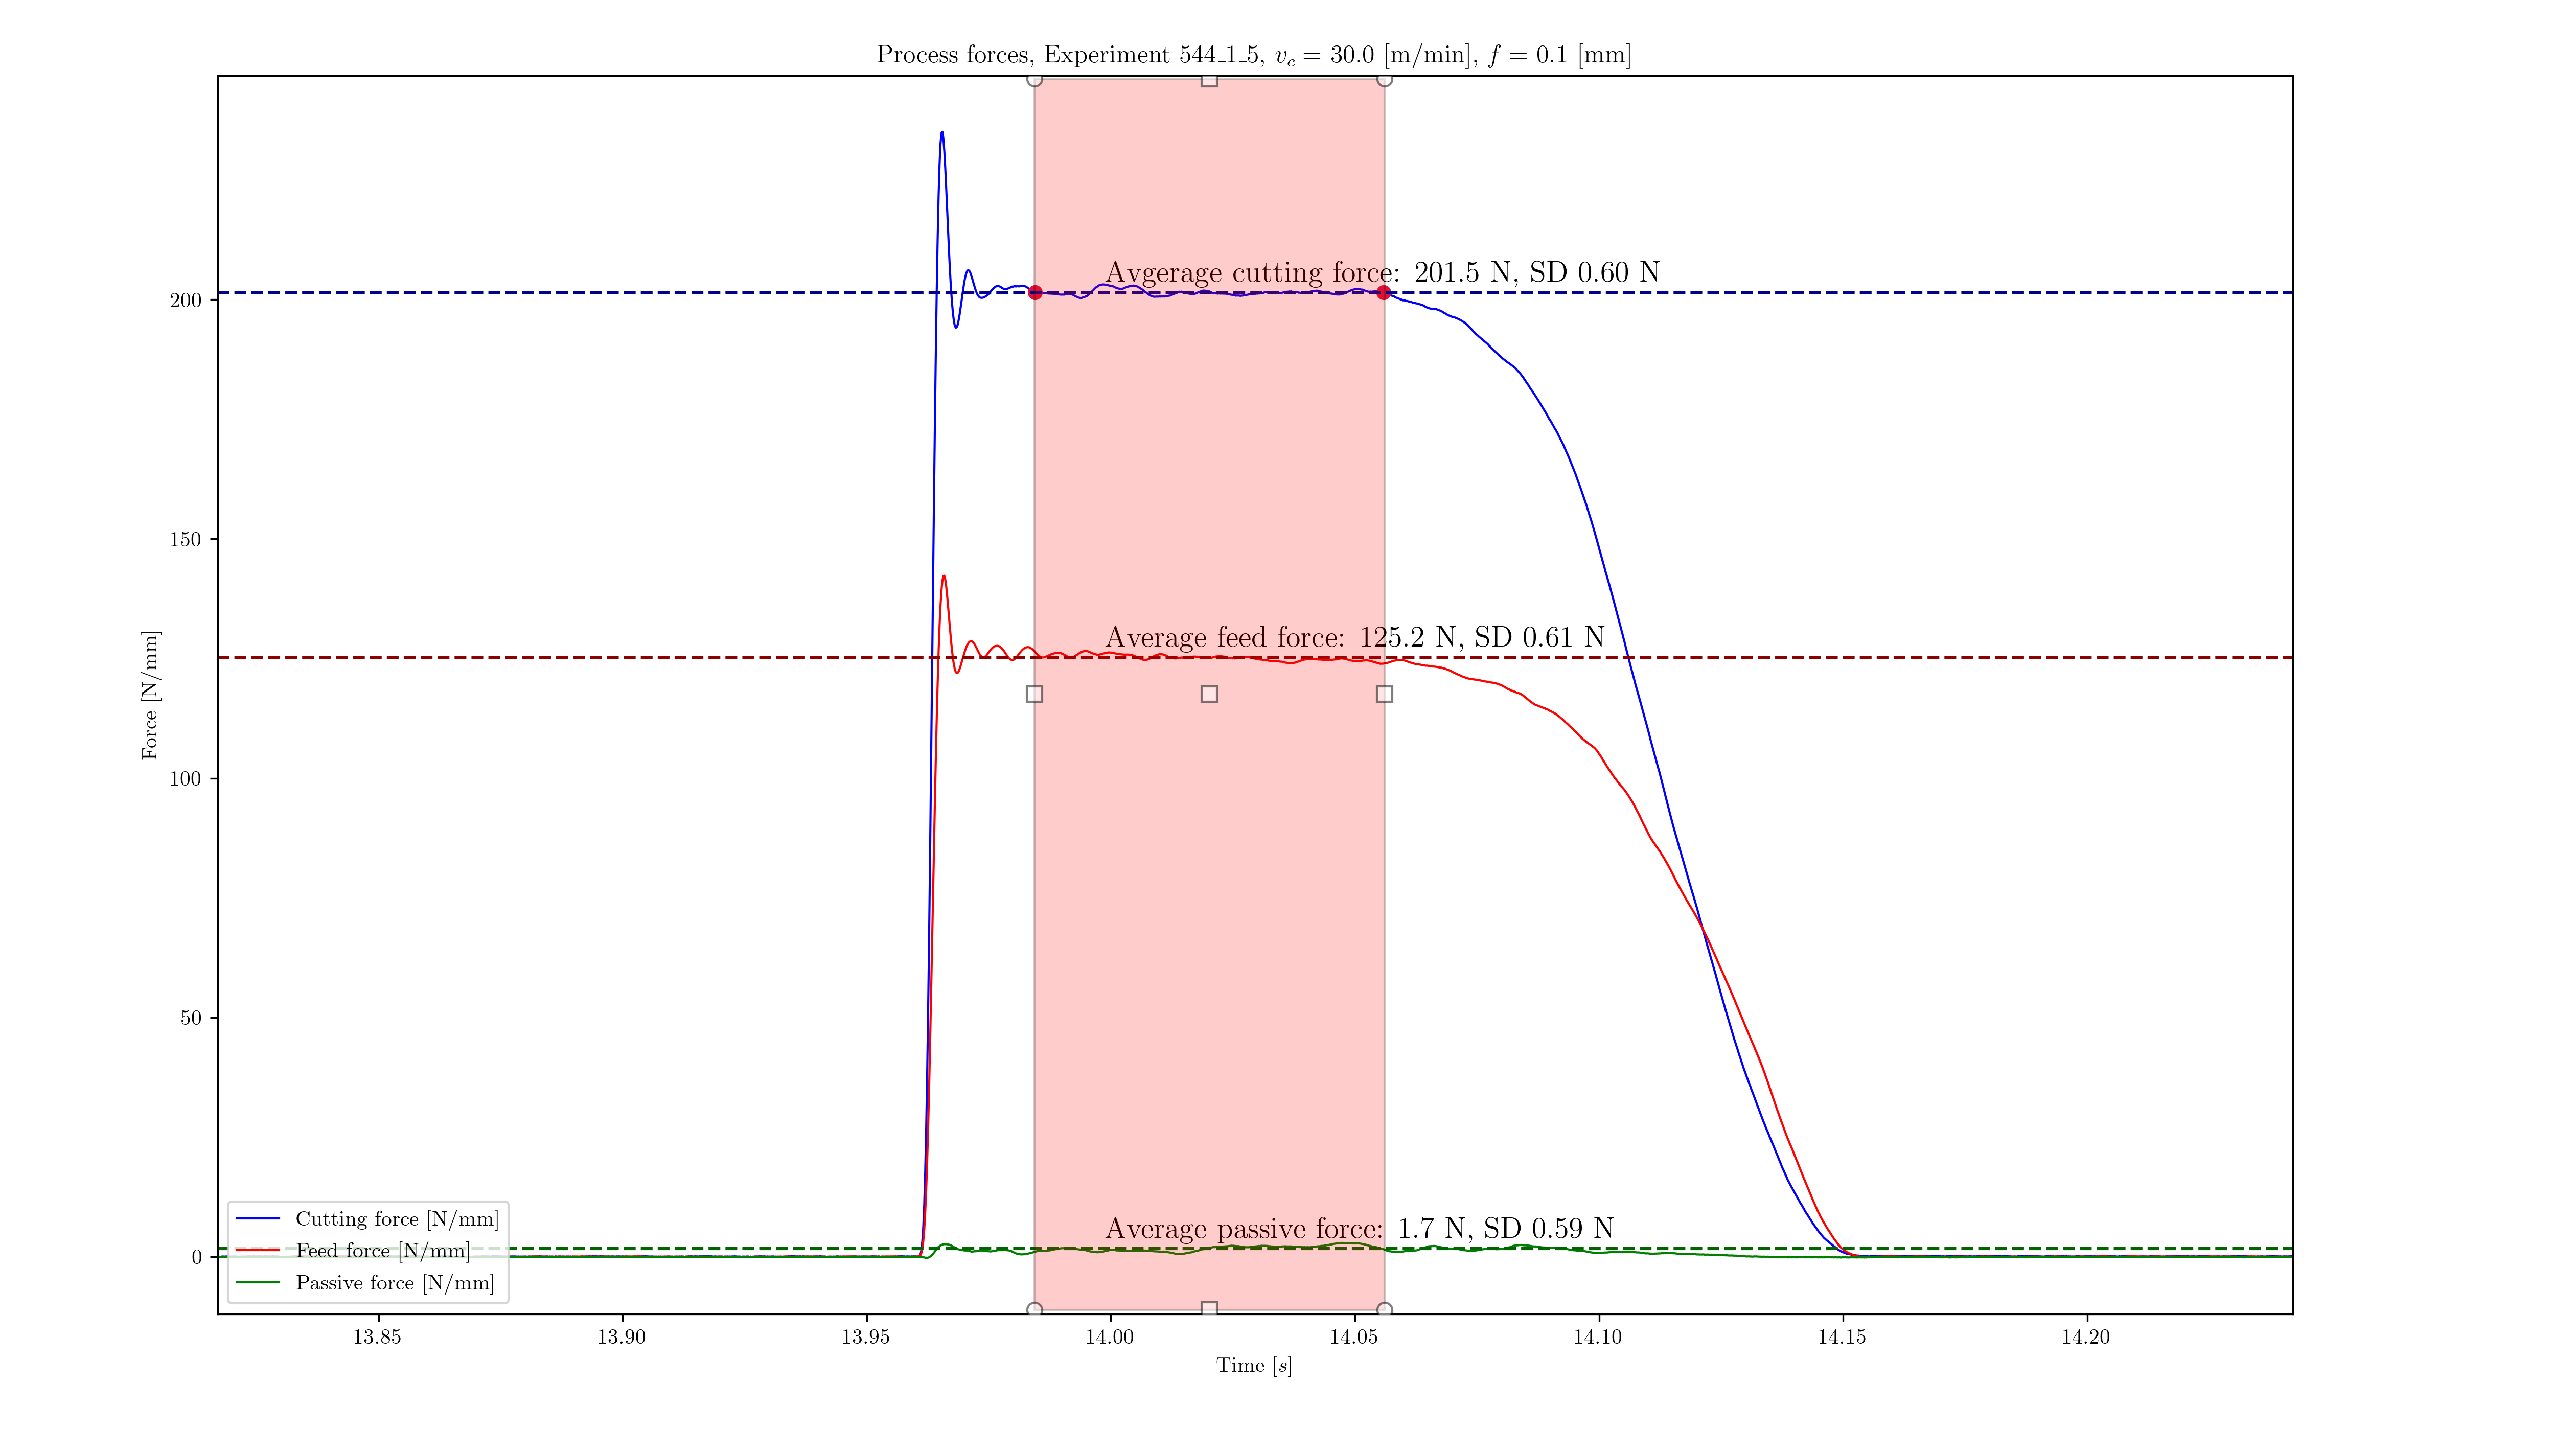 Process forces, Experiment 544_1_5, v_c = 30.0 [m/min], f = 0.1 [mm]
Avgerage cutting force: 201.5 N, SD 0.60 N
200
150
Average feed force: 125.2 N, SD 0.61 N
Force [N/mm]
100
50
Average passive force: 1.7 N, SD 0.59 N
0
Cutting force [N/mm]
Feed force [N/mm]
Passive force [N/mm]
13.85 13.90 13.95 14.00 14.05 14.10 14.15 14.20
Time [s]